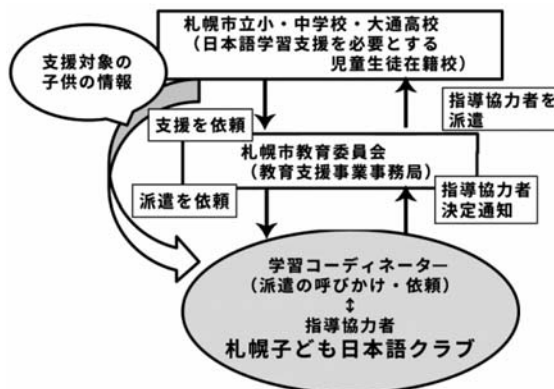 札幌市立小・中学校・大通高校
(日本語学習支援を必要とする
児童生徒在籍校)
支援対象の
子供の情報
指導協力者を
派遣
支援を依頼
札幌市教育委員会
(教育支援事業事務局)
派遣を依頼
指導協力者
決定通知
学習コーディネーター
(派遣の呼びかけ・依頼)
↕
指導協力者
札幌子ども日本語クラブ